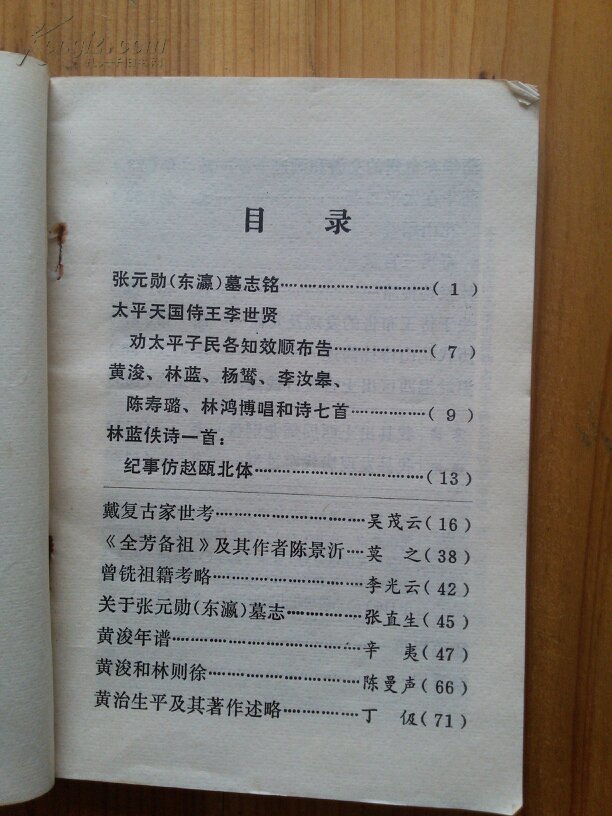 目 录
张元勋(东瀛)墓志铭…………………………(1)
太平天国侍王李世贤
劝太平子民各知效顺布告………………(7)
黄浚、林蓝、杨鸷、李汝皋、
陈寿璐、林鸿博唱和诗七首……………(9)
林蓝佚诗一首:
纪事仿赵瓯北体……………………………(13)
戴复古家世考…………………………吴茂云(16)
《全芳备祖》及其作者陈景沂…莫 之(38)
曾铣祖籍考略…………………………李光云(42)
关于张元勋(东瀛)墓志……………张直生(45)
黄浚年谱………………………………辛 夷(47)
黄浚和林则徐…………………………陈曼声(66)
黄治生平及其著作述略……………丁 伋(71)